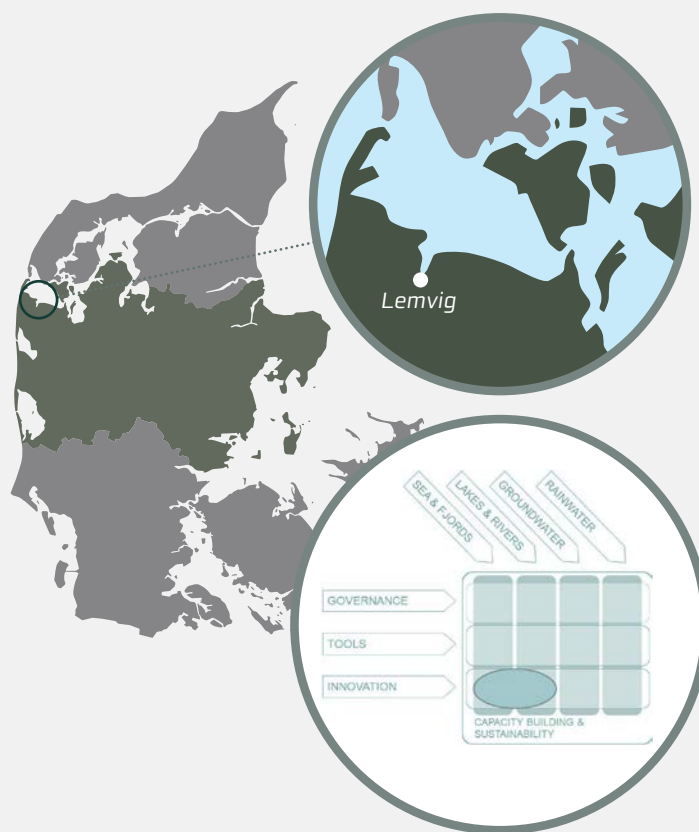 Lemvig
SEA & FJORDS
LAKES & RIVERS
GROUNDWATER
RAINWATER
GOVERNANCE
TOOLS
INNOVATION
CAPACITY BUILDING &
SUSTAINABILITY